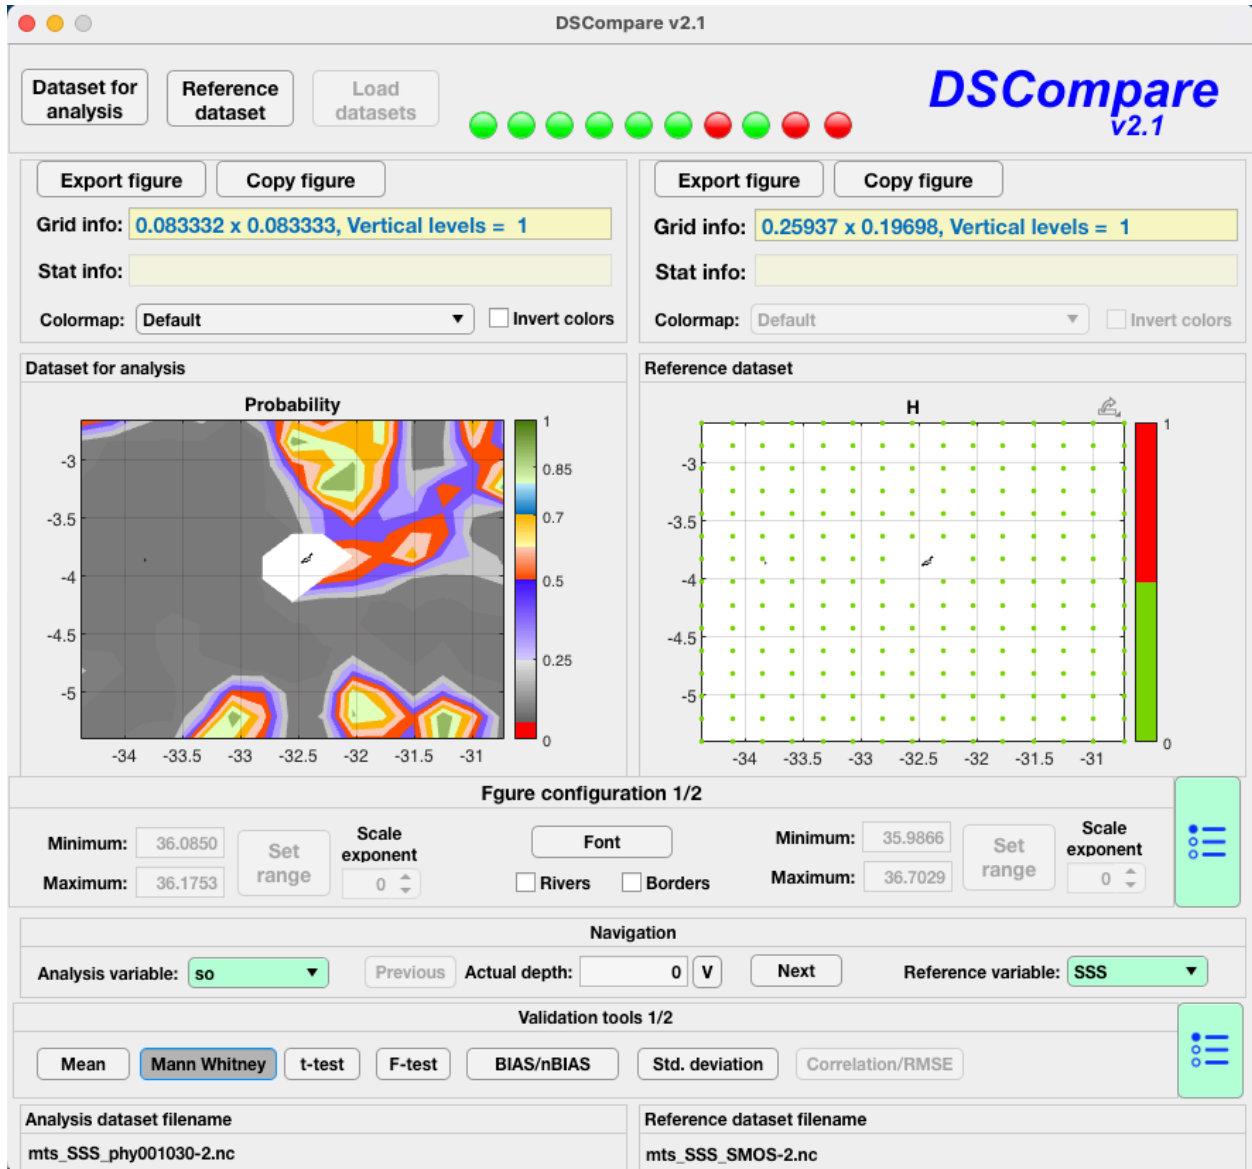 DSCompare v2.1
Dataset for analysis
Reference dataset
Load datasets
DSCompare
v2.1
Export figure Copy figure
Grid info: 0.083332 x 0.083333, Vertical levels = 1
Stat info:
Colormap: Default Invert colors
Export figure Copy figure
Grid info: 0.25937 x 0.19698, Vertical levels = 1
Stat info:
Colormap: Default Invert colors
Dataset for analysis
Probability
-3
-3.5
-4
-4.5
-5
-34 -33.5 -33 -32.5 -32 -31.5 -31
1
0.85
0.7
0.5
0.25
0
Reference dataset
H
-3
-3.5
-4
-4.5
-5
-34 -33.5 -33 -32.5 -32 -31.5 -31
1
0
Fgure configuration 1/2
Minimum: 36.0850
Maximum: 36.1753
Set range
Scale exponent
0
Font
Rivers Borders
Minimum: 35.9866
Maximum: 36.7029
Set range
Scale exponent
0
Navigation
Analysis variable: so Previous Actual depth: 0 V Next Reference variable: SSS
Validation tools 1/2
Mean Mann Whitney t-test F-test BIAS/nBIAS Std. deviation Correlation/RMSE
Analysis dataset filename
mts_SSS_phy001030-2.nc
Reference dataset filename
mts_SSS_SMOS-2.nc